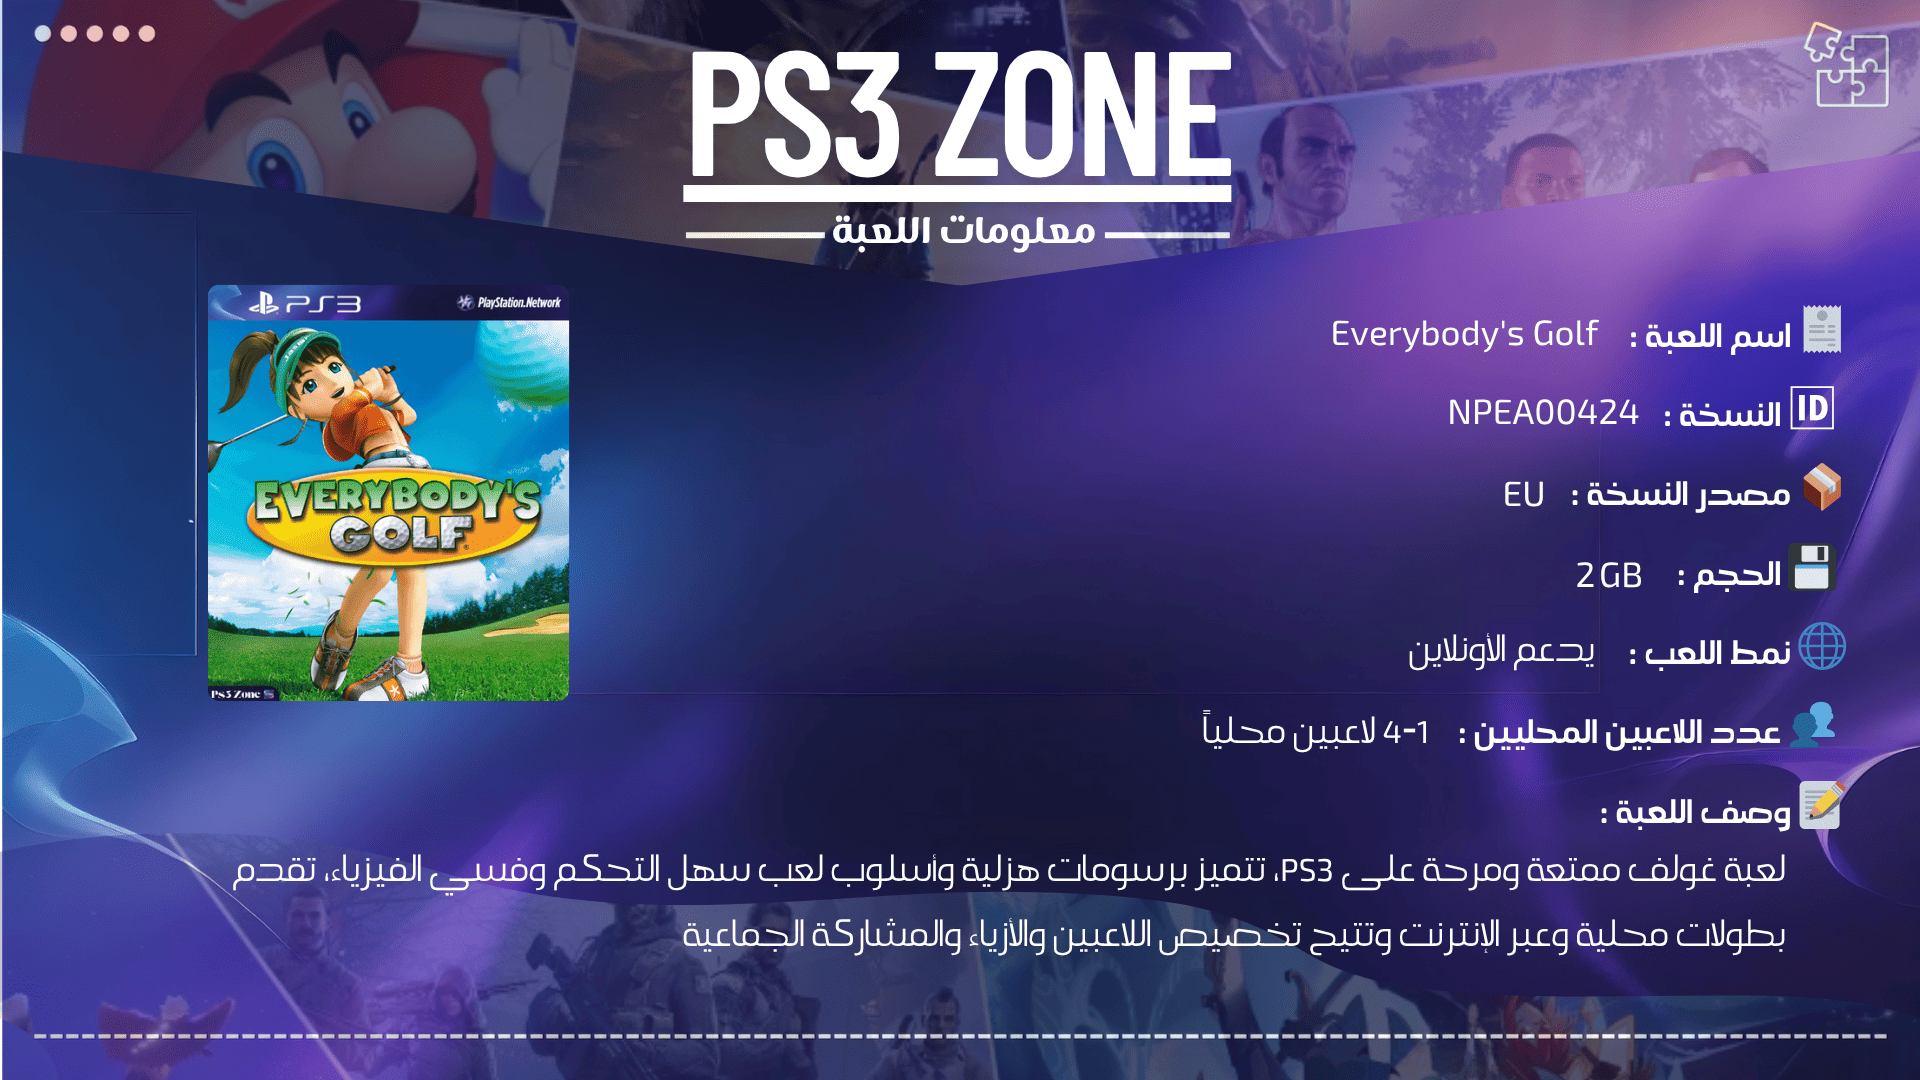 PS3 ZONE
معلومات اللعبة
PS3 PlayStation.Network
EVERYBODY'S
GOLF
Ps3 Zone
اسم اللعبة : Everybody's Golf
ID النسخة : NPEA00424
مصدر النسخة : EU
الحجم : 2GB
نمط اللعب : يدعم الأونلاين
عدد اللاعبين المحليين : 1-4 لاعبين محلياً
وصف اللعبة :
لعبة غولف ممتعة ومرحة على PS3، تتميز برسومات هزلية وأسلوب لعب سهل التحكم وفسي الفيزياء، تقدم
بطولات محلية وعبر الإنترنت وتتيح تخصيص اللاعبين والأزياء والمشاركة الجماعية